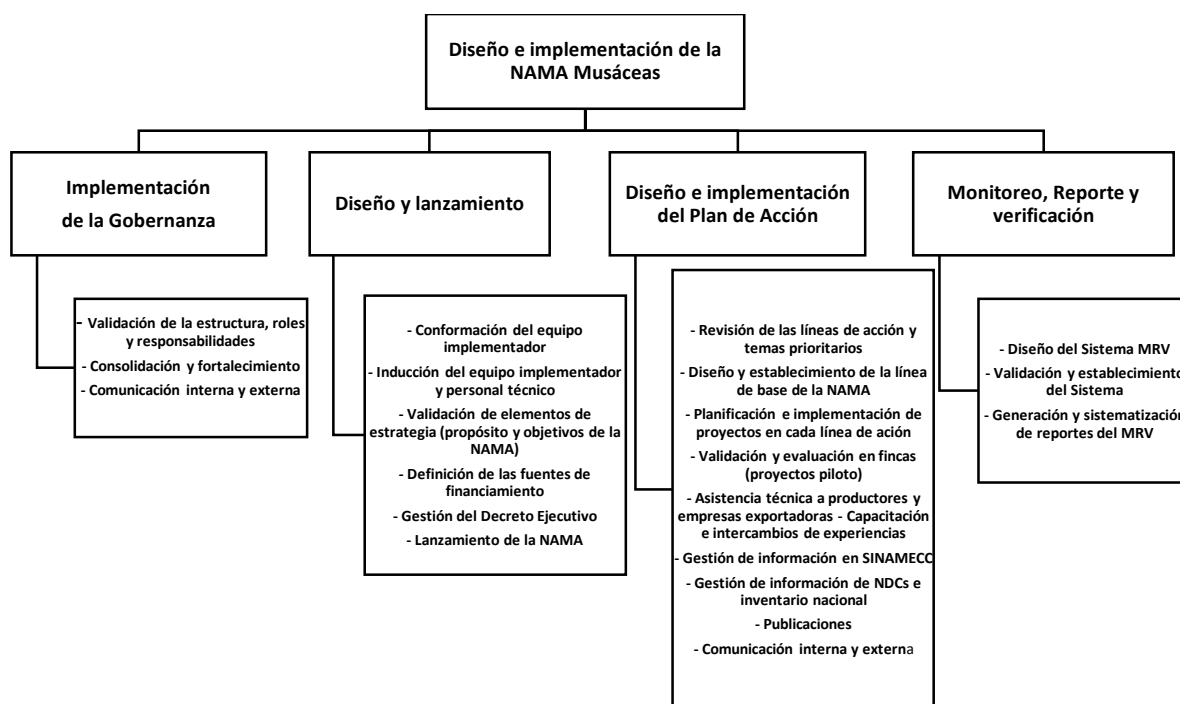 Diseño e implementación de la
NAMA Musáceas
Implementación
de la Gobernanza
- Validación de la estructura, roles
y responsabilidades
- Consolidación y fortalecimiento
- Comunicación interna y externa
Diseño y lanzamiento
- Conformación del equipo
implementador
- Inducción del equipo implementador
y personal técnico
- Validación de elementos de
estrategia (propósito y objetivos de la
NAMA)
- Definición de las fuentes de
financiamiento
- Gestión del Decreto Ejecutivo
- Lanzamiento de la NAMA
Diseño e implementación
del Plan de Acción
- Revisión de las líneas de acción y
temas prioritarios
- Diseño y establecimiento de la línea
de base de la NAMA
- Planificación e implementación de
proyectos en cada línea de ación
- Validación y evaluación en fincas
(proyectos piloto)
- Asistencia técnica a productores y
empresas exportadoras - Capacitación
e intercambios de experiencias
- Gestión de información en SINAMECC
- Gestión de información de NDCs e
inventario nacional
- Publicaciones
- Comunicación interna y externa
Monitoreo, Reporte y
verificación
- Diseño del Sistema MRV
- Validación y establecimiento
del Sistema
- Generación y sistematización
de reportes del MRV